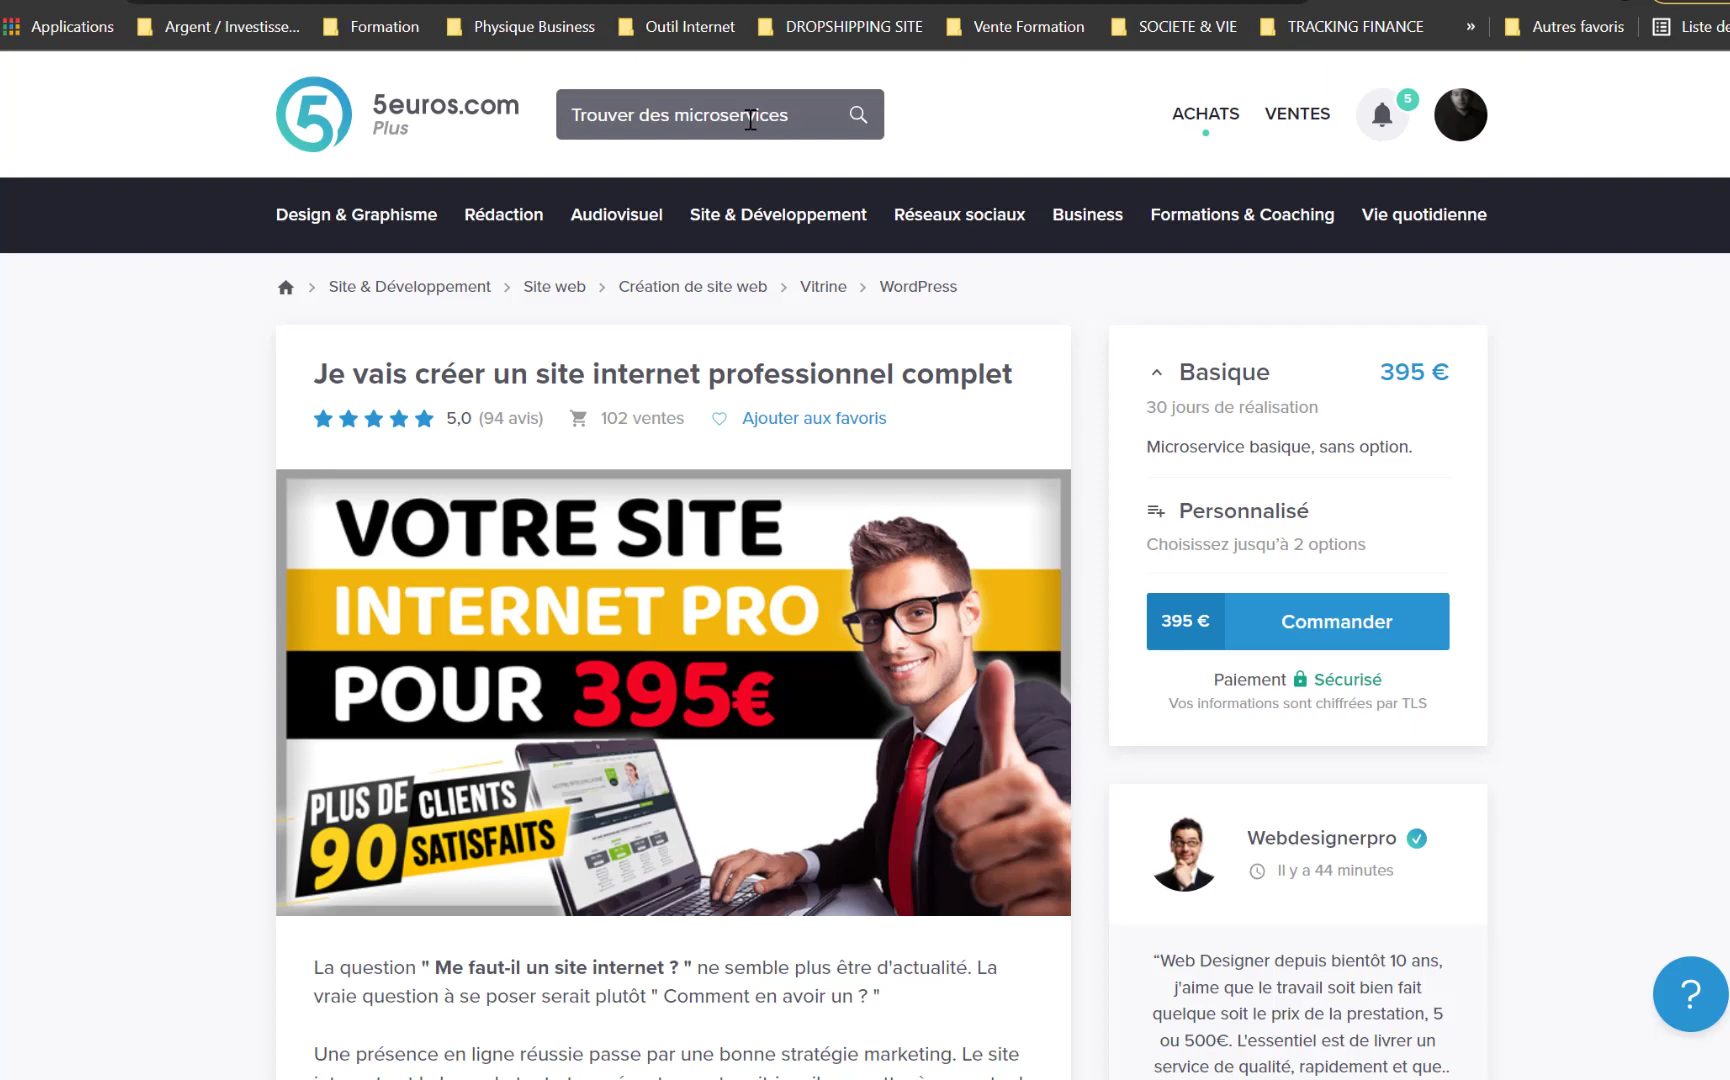 Applications
Argent / Investisse...
Formation
Physique Business
Outil Internet
DROPSHIPPING SITE
Vente Formation
SOCIETE & VIE
TRACKING FINANCE
»
Autres favoris
Liste de
5euros.com
Plus
Trouver des microservices
ACHATS
VENTES
5
Design & Graphisme
Rédaction
Audiovisuel
Site & Développement
Réseaux sociaux
Business
Formations & Coaching
Vie quotidienne
Site & Développement > Site web > Création de site web > Vitrine > WordPress
Je vais créer un site internet professionnel complet
5,0 (94 avis)
102 ventes
Ajouter aux favoris
VOTRE SITE
INTERNET PRO
POUR 395€
PLUS DE CLIENTS
90 SATISFAITS
La question " Me faut-il un site internet ? " ne semble plus être d'actualité. La
vraie question à se poser serait plutôt " Comment en avoir un ? "
Une présence en ligne réussie passe par une bonne stratégie marketing. Le site
Basique
395 €
30 jours de réalisation
Microservice basique, sans option.
Personnalisé
Choisissez jusqu'à 2 options
395 €
Commander
Paiement Sécurisé
Vos informations sont chiffrées par TLS
Webdesignerpro
Il y a 44 minutes
“Web Designer depuis bientôt 10 ans,
j'aime que le travail soit bien fait
quelque soit le prix de la prestation, 5
ou 500€. L'essentiel est de livrer un
service de qualité, rapidement et que..
?